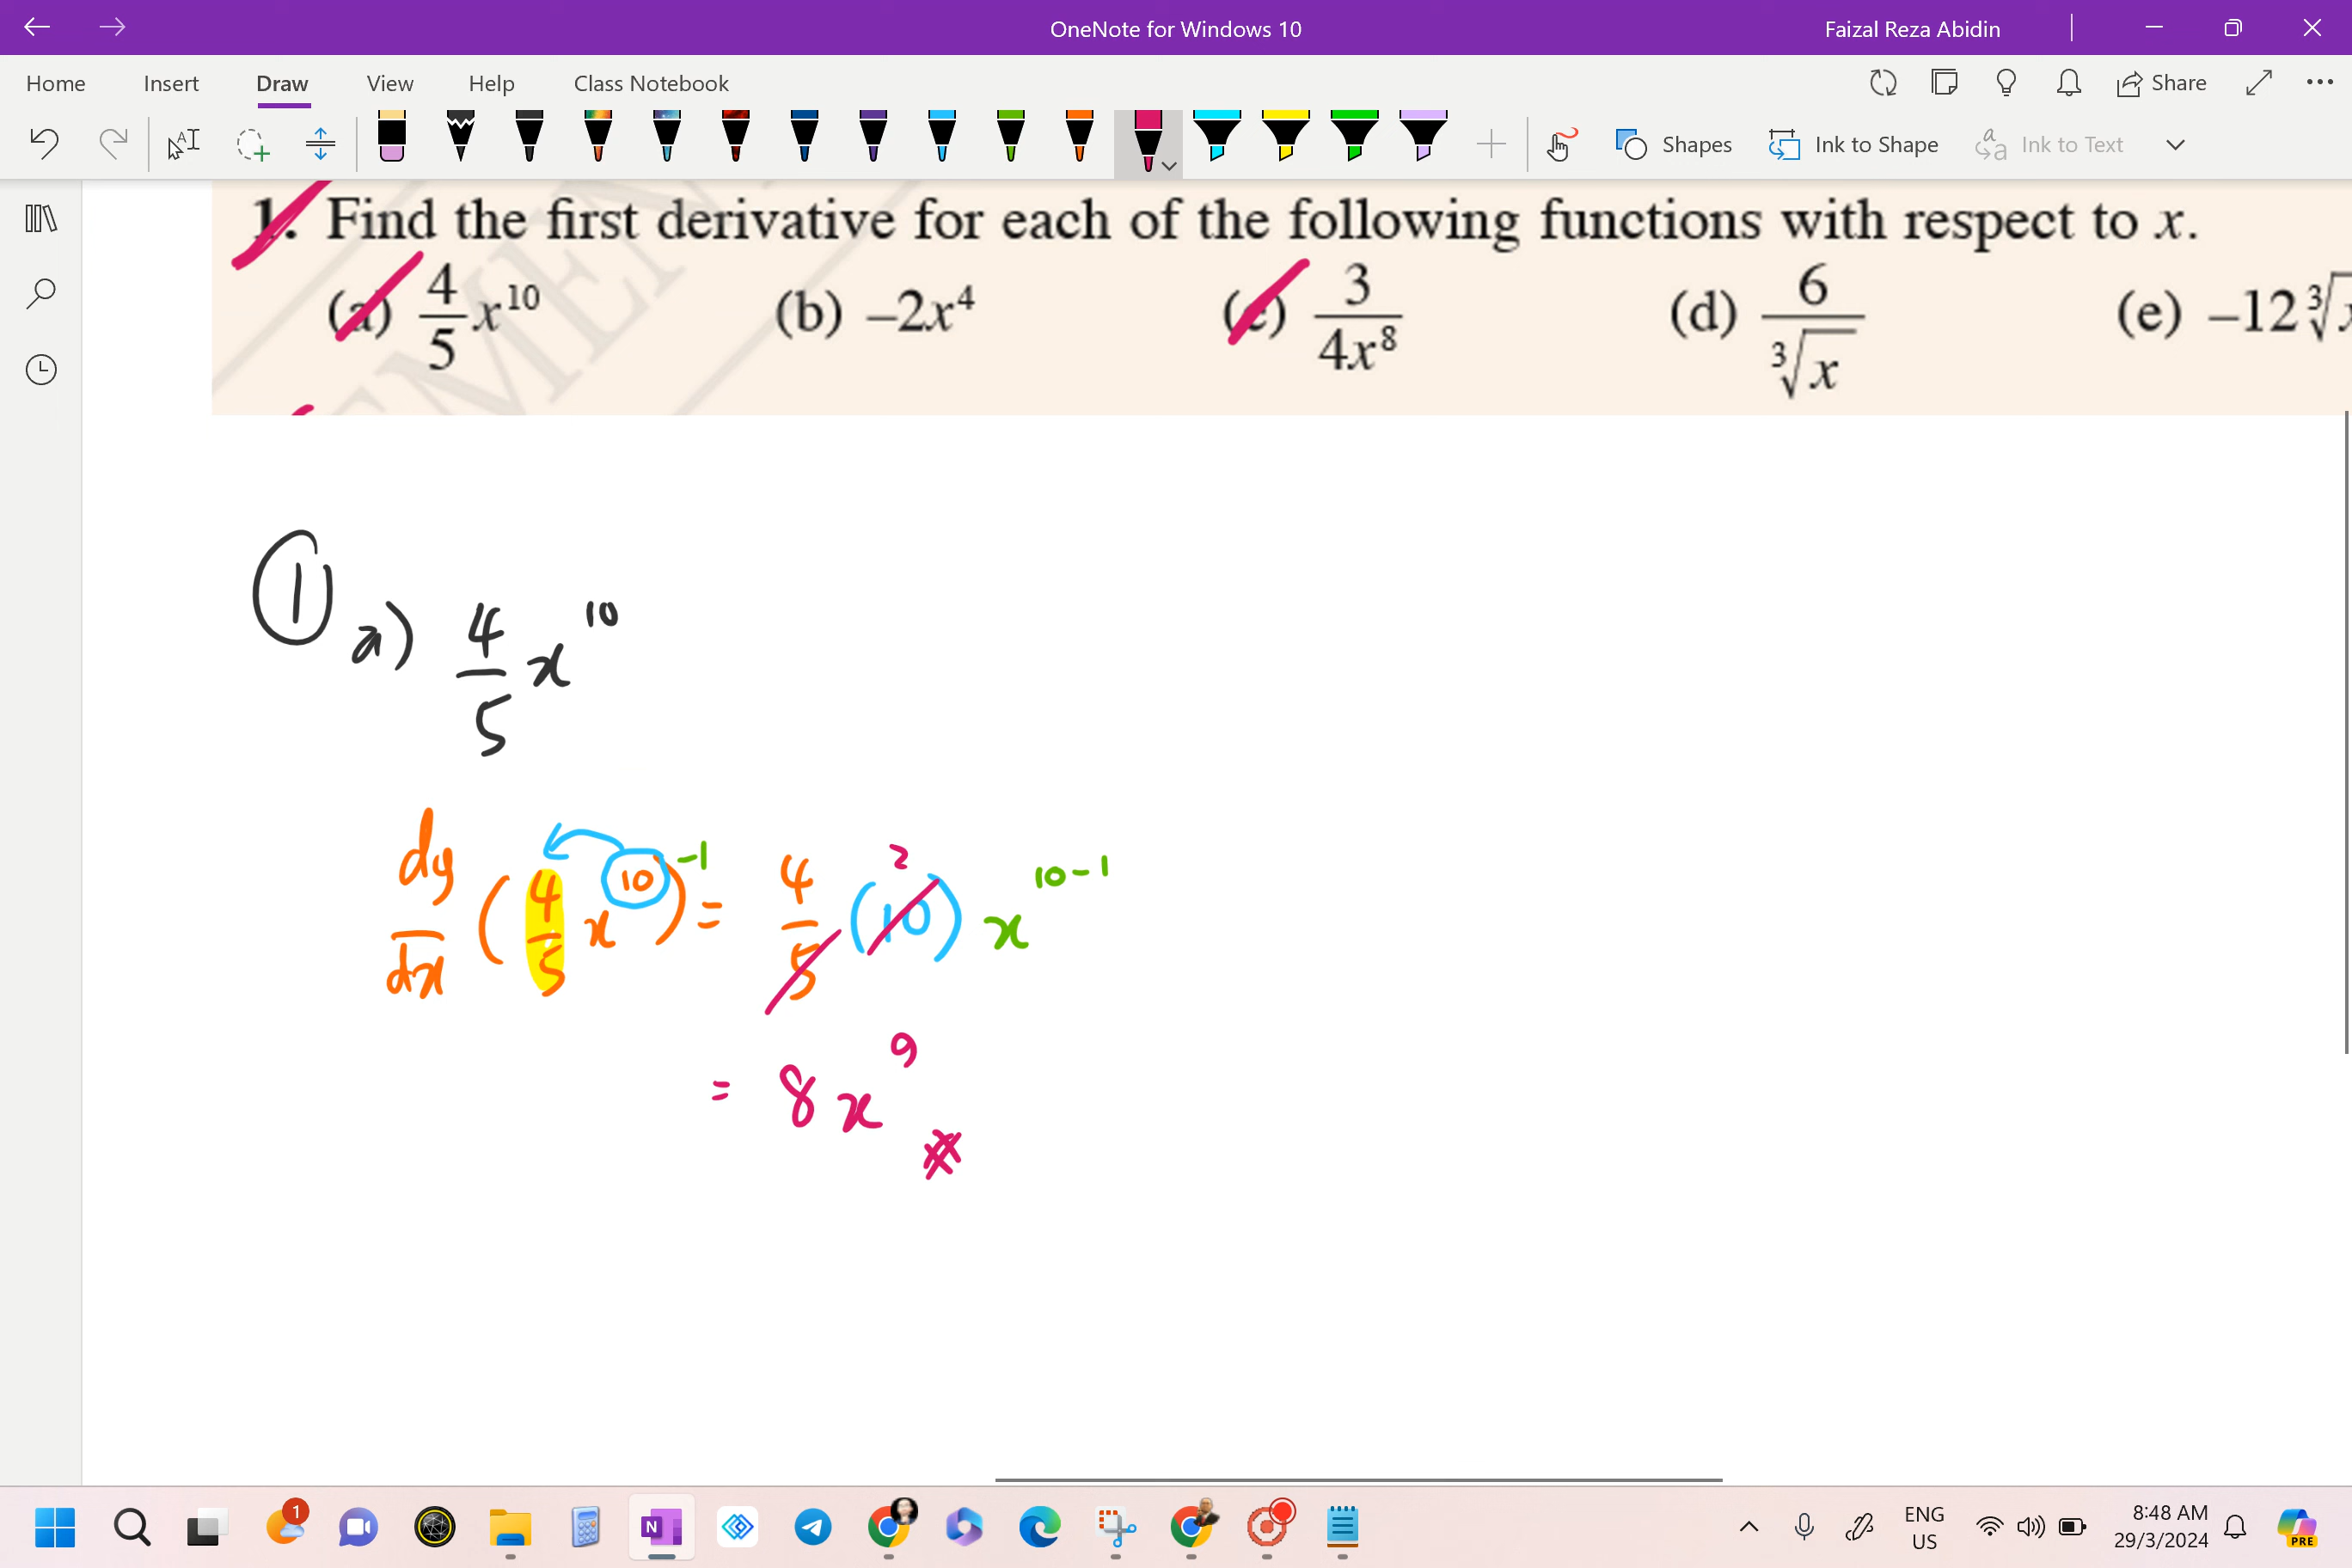 OneNote for Windows 10
Faizal Reza Abidin
Home Insert Draw View Help Class Notebook
Share
Shapes Ink to Shape Ink to Text
1. Find the first derivative for each of the following functions with respect to x.
(a) 4/5 x^10 (b) –2x^4 (c) 3/(4x^8) (d) 6/∛x (e) –12∛x
① a) 4/5 x^10
dy/dx (4/5 x^10)^-1 = 4/5 (10) 2 x^10-1
= 8x^9
1
ENG
US
8:48 AM
29/3/2024
PRE